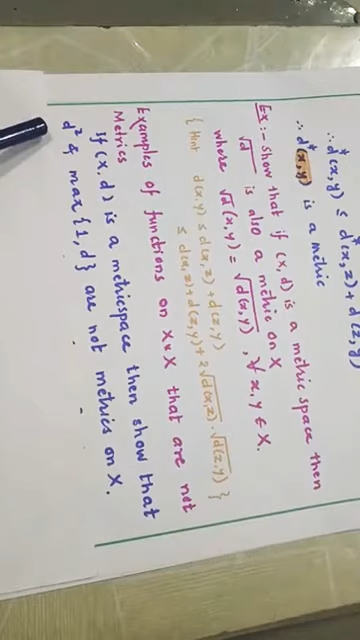 ∴ d*(x,y) ≤ d*(x,z) + d*(z,y)
∴ d*(x,y) is a metric
Ex:- Show that if (x,d) is a metric space then
√d is also a metric on X
where √d (x,y) = √d(x,y) , ∀ x,y ∈ X.
{ Hint d(x,y) ≤ d(x,z) + d(z,y)
≤ d(x,z) + d(z,y) + 2√d(x,z) · √d(z,y) }
Examples of functions on X×X that are not
Metrics
If (x,d) is a metric space then show that
d² & max{1,d} are not metrics on X.